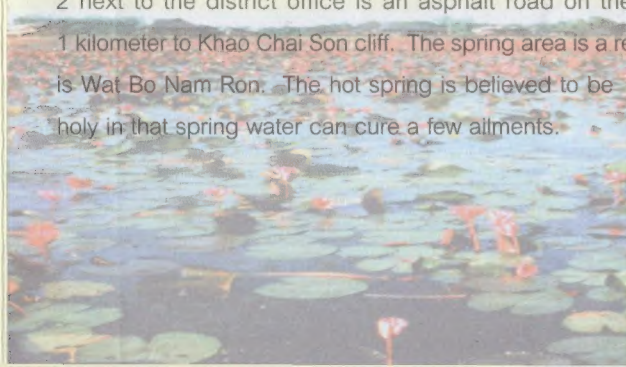 2 next to the district office is an asphalt road on the
1 kilometer to Khao Chai Son cliff. The spring area is a re
is Wat Bo Nam Ron. The hot spring is believed to be
holy in that spring water can cure a few ailments.